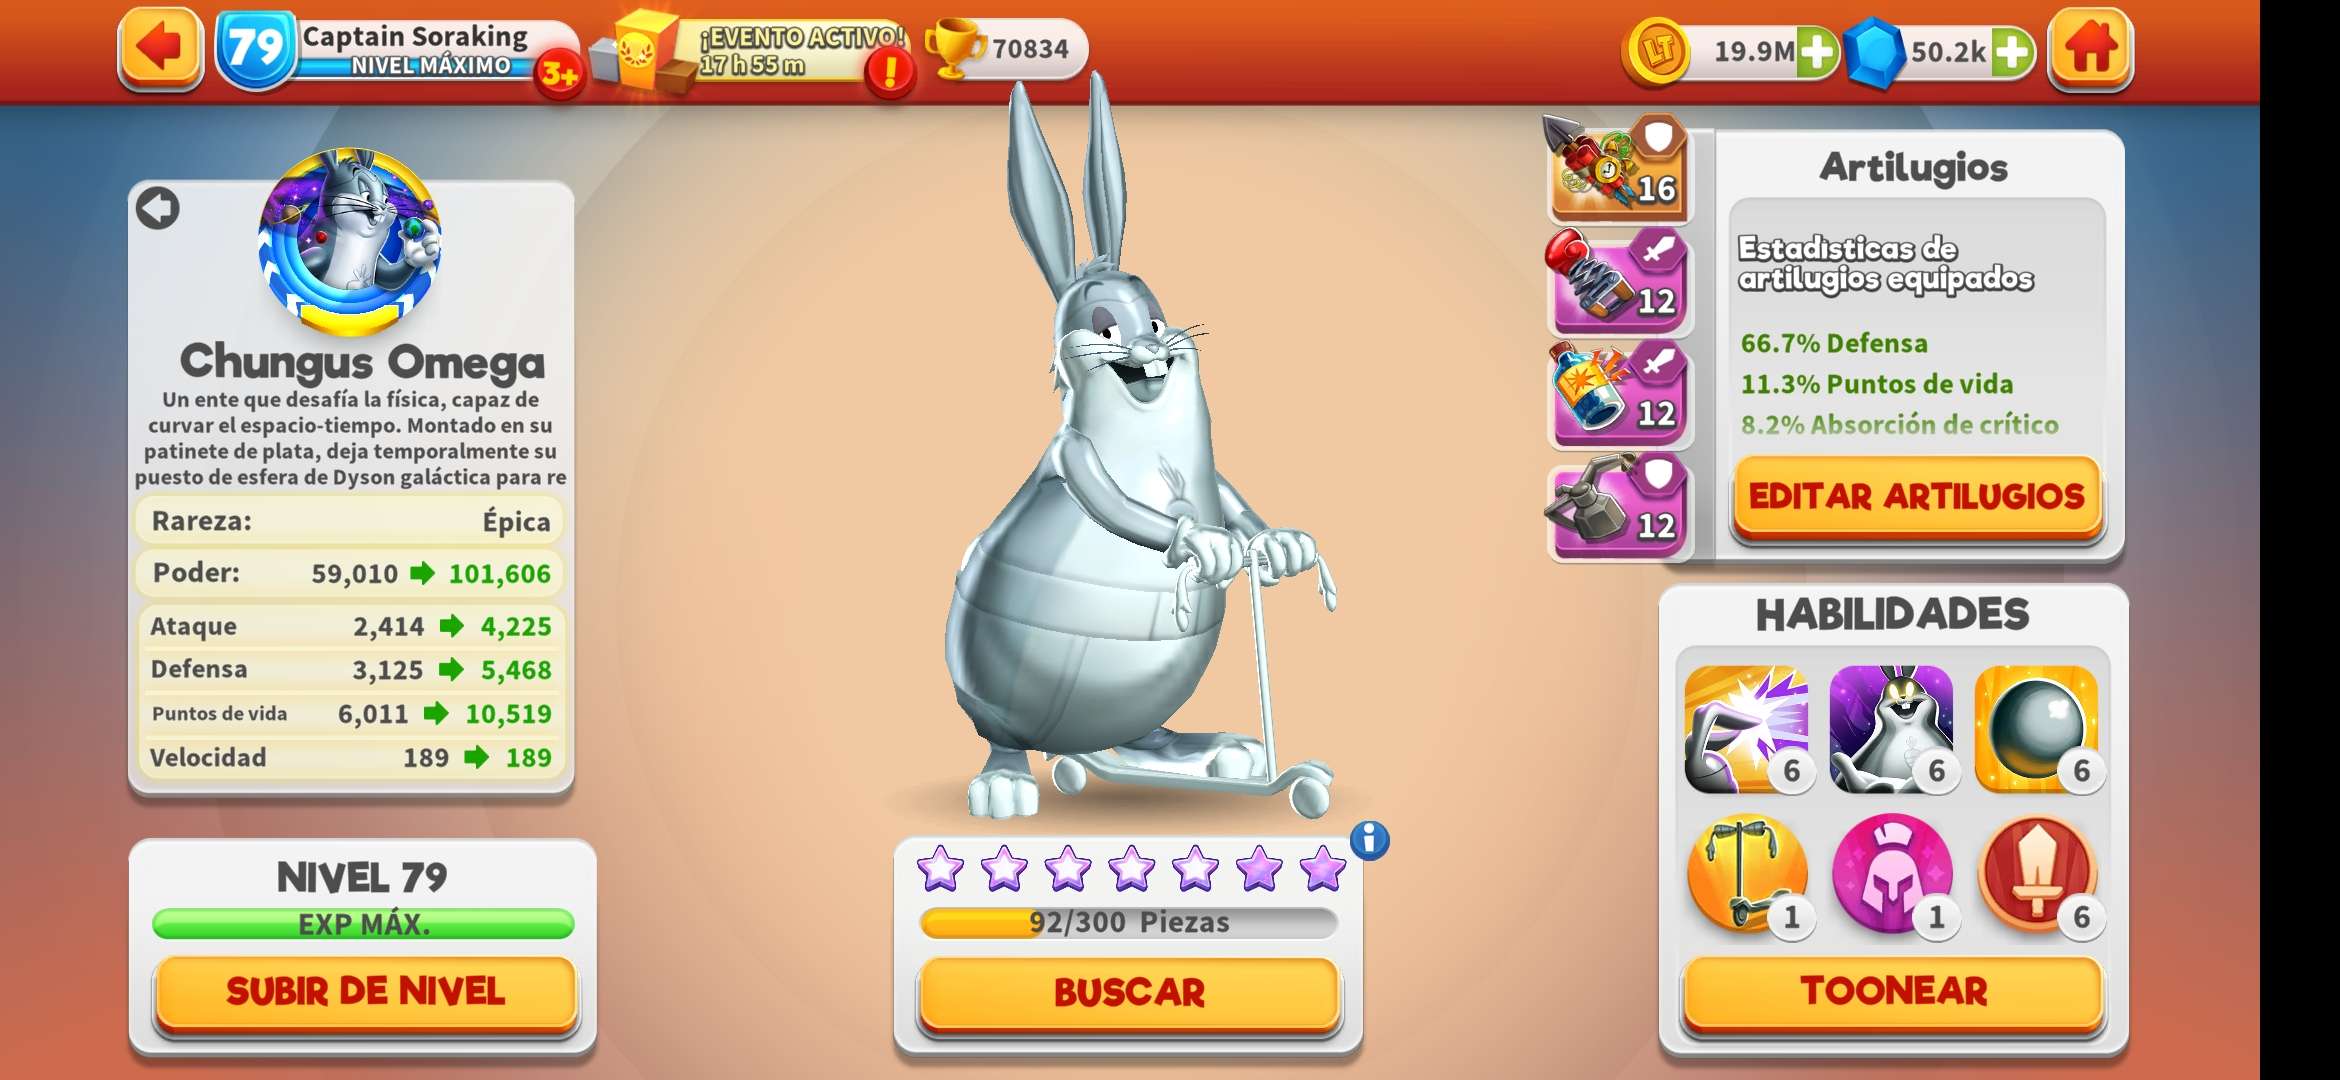 79
Captain Soraking
NIVEL MÁXIMO
3+
¡EVENTO ACTIVO!
17 h 55 m
!
70834
LT
19.9M
50.2k
Chungus Omega
Un ente que desafía la física, capaz de
curvar el espacio-tiempo. Montado en su
patinete de plata, deja temporalmente su
puesto de esfera de Dyson galáctica para re
Rareza: Épica
Poder: 59,010 101,606
Ataque 2,414 4,225
Defensa 3,125 5,468
Puntos de vida 6,011 10,519
Velocidad 189 189
NIVEL 79
EXP MÁX.
SUBIR DE NIVEL
i
92/300 Piezas
BUSCAR
16
12
12
12
Artilugios
Estadisticas de
artilugios equipados
66.7% Defensa
11.3% Puntos de vida
8.2% Absorción de crítico
EDITAR ARTILUGIOS
HABILIDADES
6 6 6
1 1 6
TOONEAR